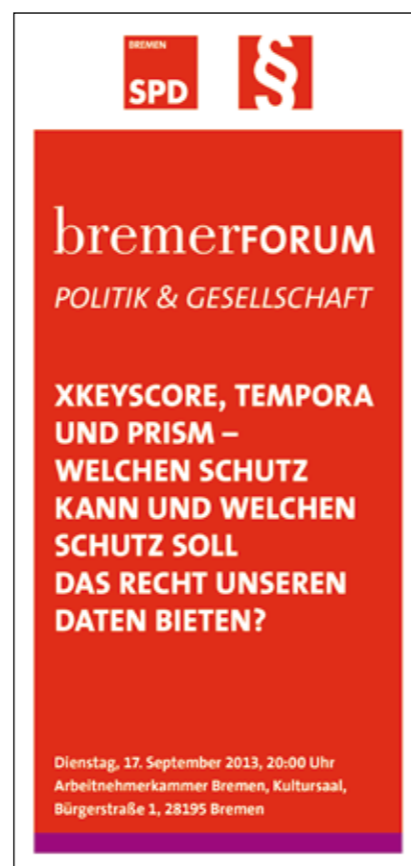 BREMEN
SPD
§
bremerFORUM
POLITIK & GESELLSCHAFT
XKEYSCORE, TEMPORA
UND PRISM –
WELCHEN SCHUTZ
KANN UND WELCHEN
SCHUTZ SOLL
DAS RECHT UNSEREN
DATEN BIETEN?
Dienstag, 17. September 2013, 20:00 Uhr
Arbeitnehmerkammer Bremen, Kultursaal,
Bürgerstraße 1, 28195 Bremen